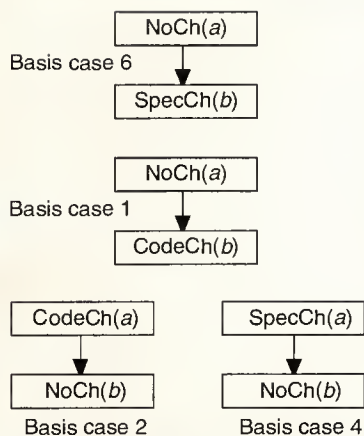 NoCh(a)
Basis case 6
SpecCh(b)
NoCh(a)
Basis case 1
CodeCh(b)
CodeCh(a) SpecCh(a)
NoCh(b) NoCh(b)
Basis case 2 Basis case 4